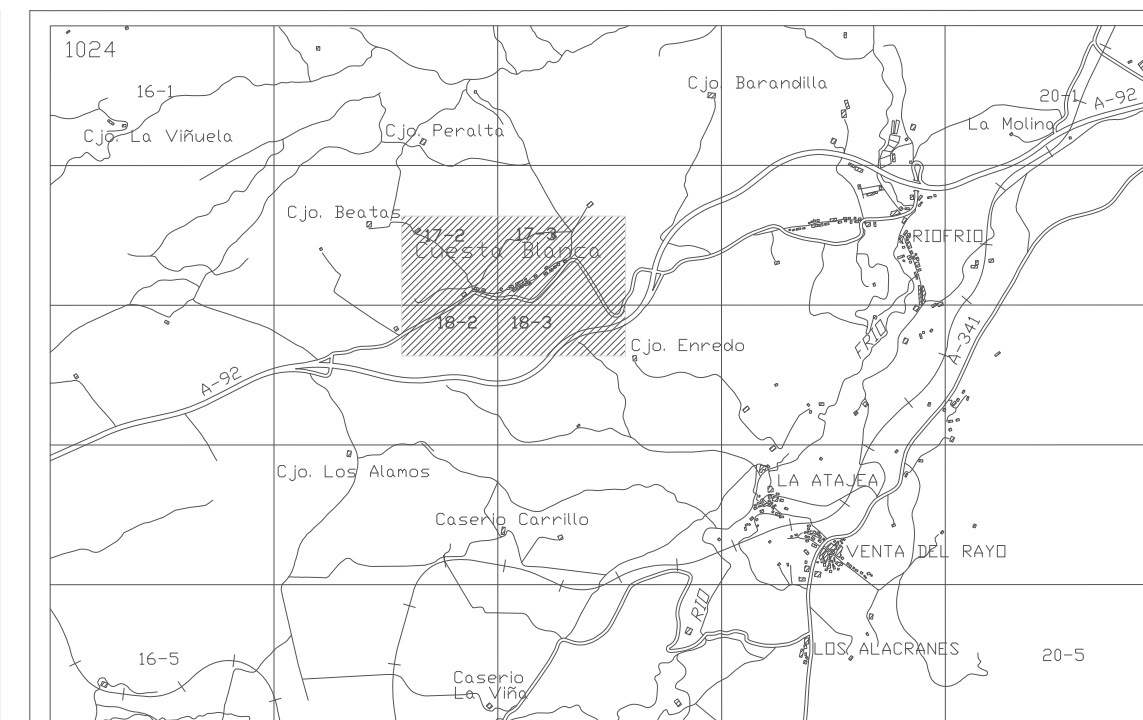 1024
16-1
Cjo. Barandilla
20-1
A-92
Cjo. La Viñuela
Cjo. Peralta
La Molina
Cjo. Beatas
17-2
17-3
Cuesta Blanca
RIOFRIO
18-2
18-3
FRIO
A-341
Cjo. Enredo
A-92
Cjo. Los Alamos
LA ATAJEA
Caserio Carrillo
VENTA DEL RAYO
RIO
16-5
LOS ALACRANES
20-5
Caserio
La Viña